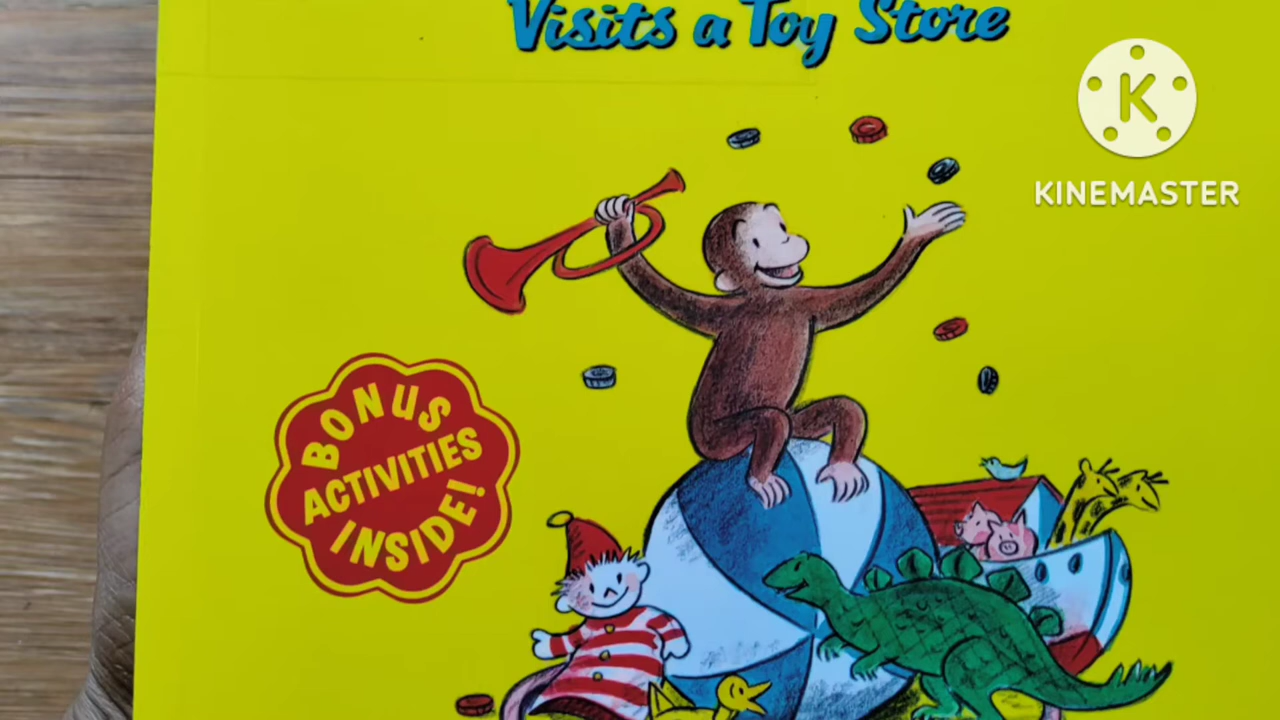 Visits a Toy Store
K
KINEMASTER
BONUS
ACTIVITIES
INSIDE!